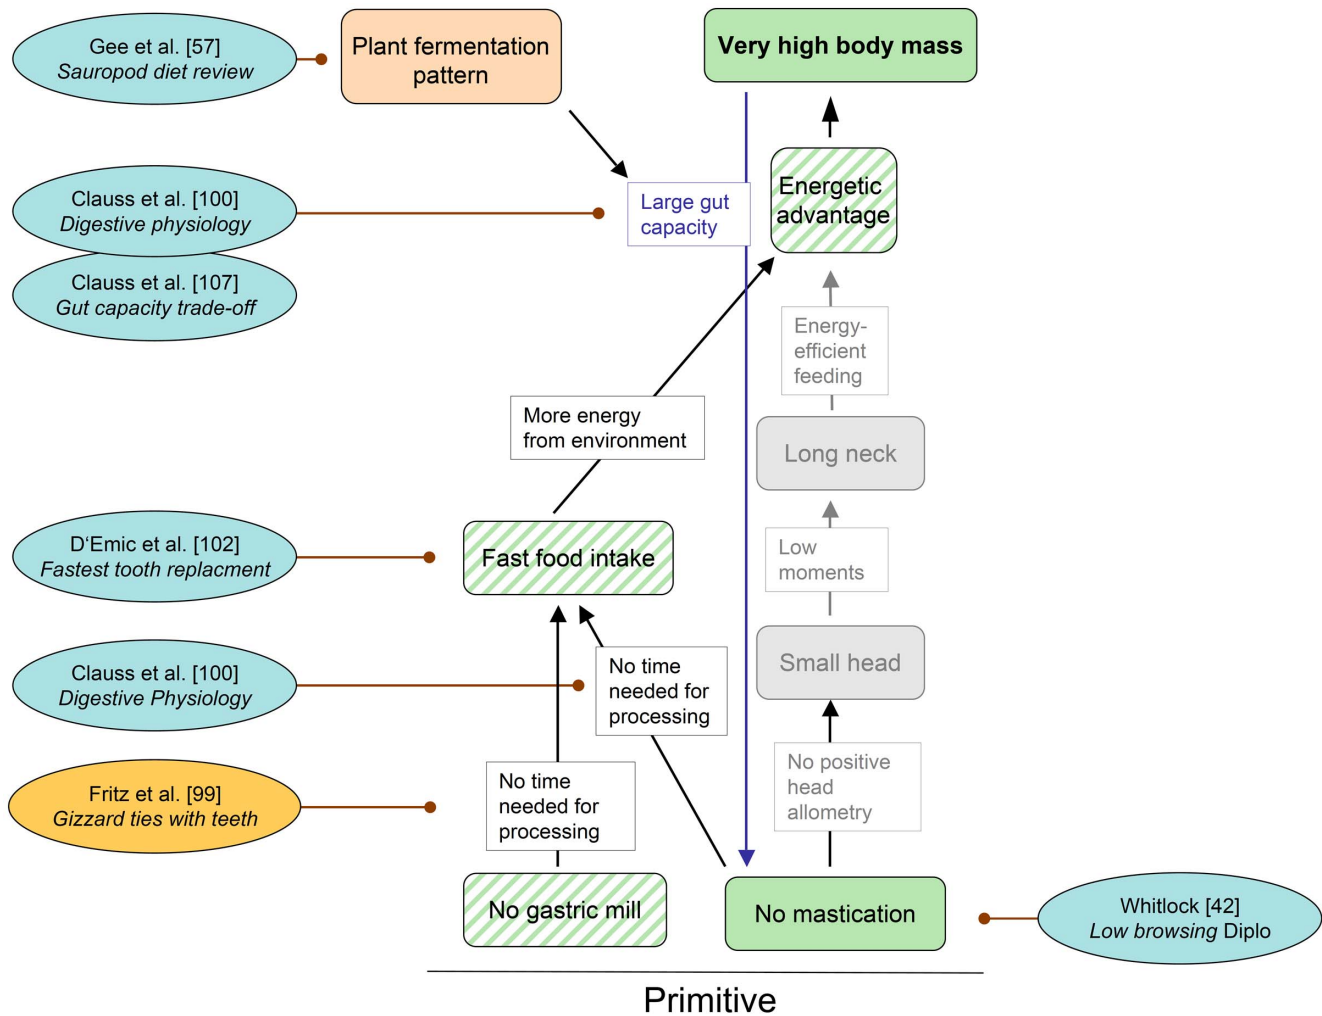 Gee et al. [57]
Sauropod diet review
Plant fermentation
pattern
Very high body mass
Clauss et al. [100]
Digestive physiology
Large gut
capacity
Energetic
advantage
Clauss et al. [107]
Gut capacity trade-off
Energy-
efficient
feeding
More energy
from environment
Long neck
D‘Emic et al. [102]
Fastest tooth replacment
Fast food intake
Low
moments
Clauss et al. [100]
Digestive Physiology
No time
needed for
processing
Small head
Fritz et al. [99]
Gizzard ties with teeth
No time
needed for
processing
No positive
head
allometry
No gastric mill
No mastication
Whitlock [42]
Low browsing Diplo
Primitive